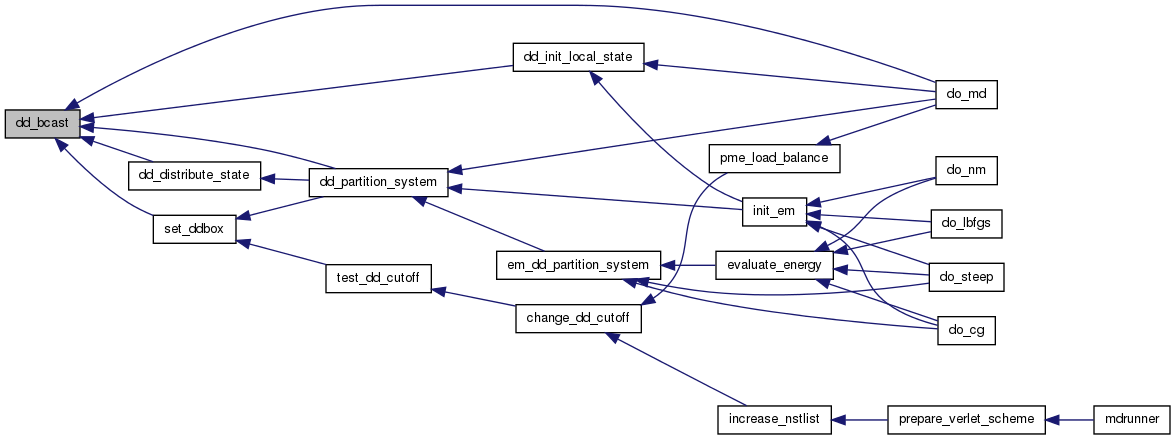 dd_bcast
dd_init_local_state
dd_distribute_state
set_ddbox
dd_partition_system
test_dd_cutoff
em_dd_partition_system
change_dd_cutoff
pme_load_balance
init_em
evaluate_energy
increase_nstlist
do_md
do_nm
do_lbfgs
do_steep
do_cg
prepare_verlet_scheme
mdrunner